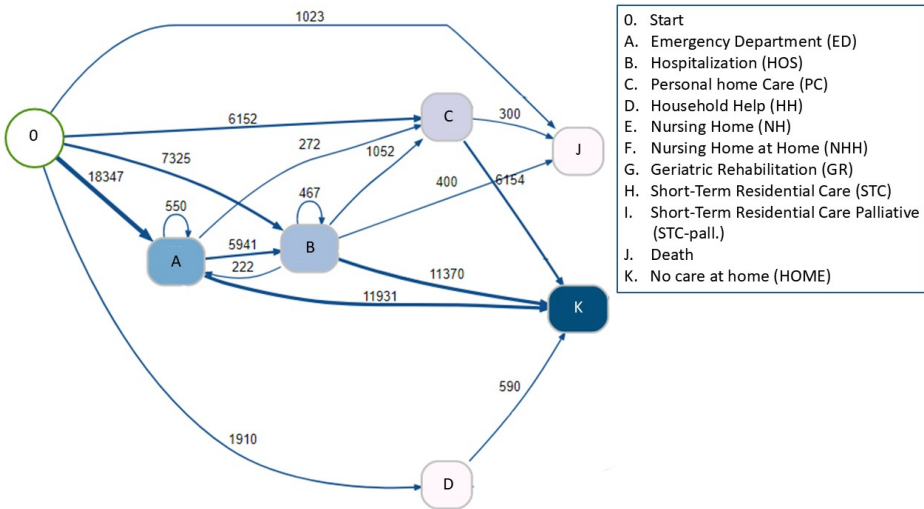 1023
0. Start
A. Emergency Department (ED)
B. Hospitalization (HOS)
C. Personal home Care (PC)
D. Household Help (HH)
E. Nursing Home (NH)
F. Nursing Home at Home (NHH)
G. Geriatric Rehabilitation (GR)
H. Short-Term Residential Care (STC)
I. Short-Term Residential Care Palliative
(STC-pall.)
J. Death
K. No care at home (HOME)
0
6152
C
300
272
1052
J
7325
18347
400
6154
467
550
5941
B
A
222
11370
11931
K
590
1910
D